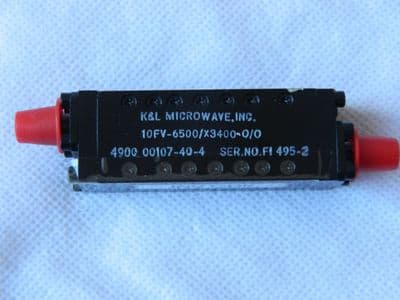 K&L MICROWAVE, INC.
10FV-6500/X3400-O/O
4900 00107-40-4 SER.NO.FI 495-2